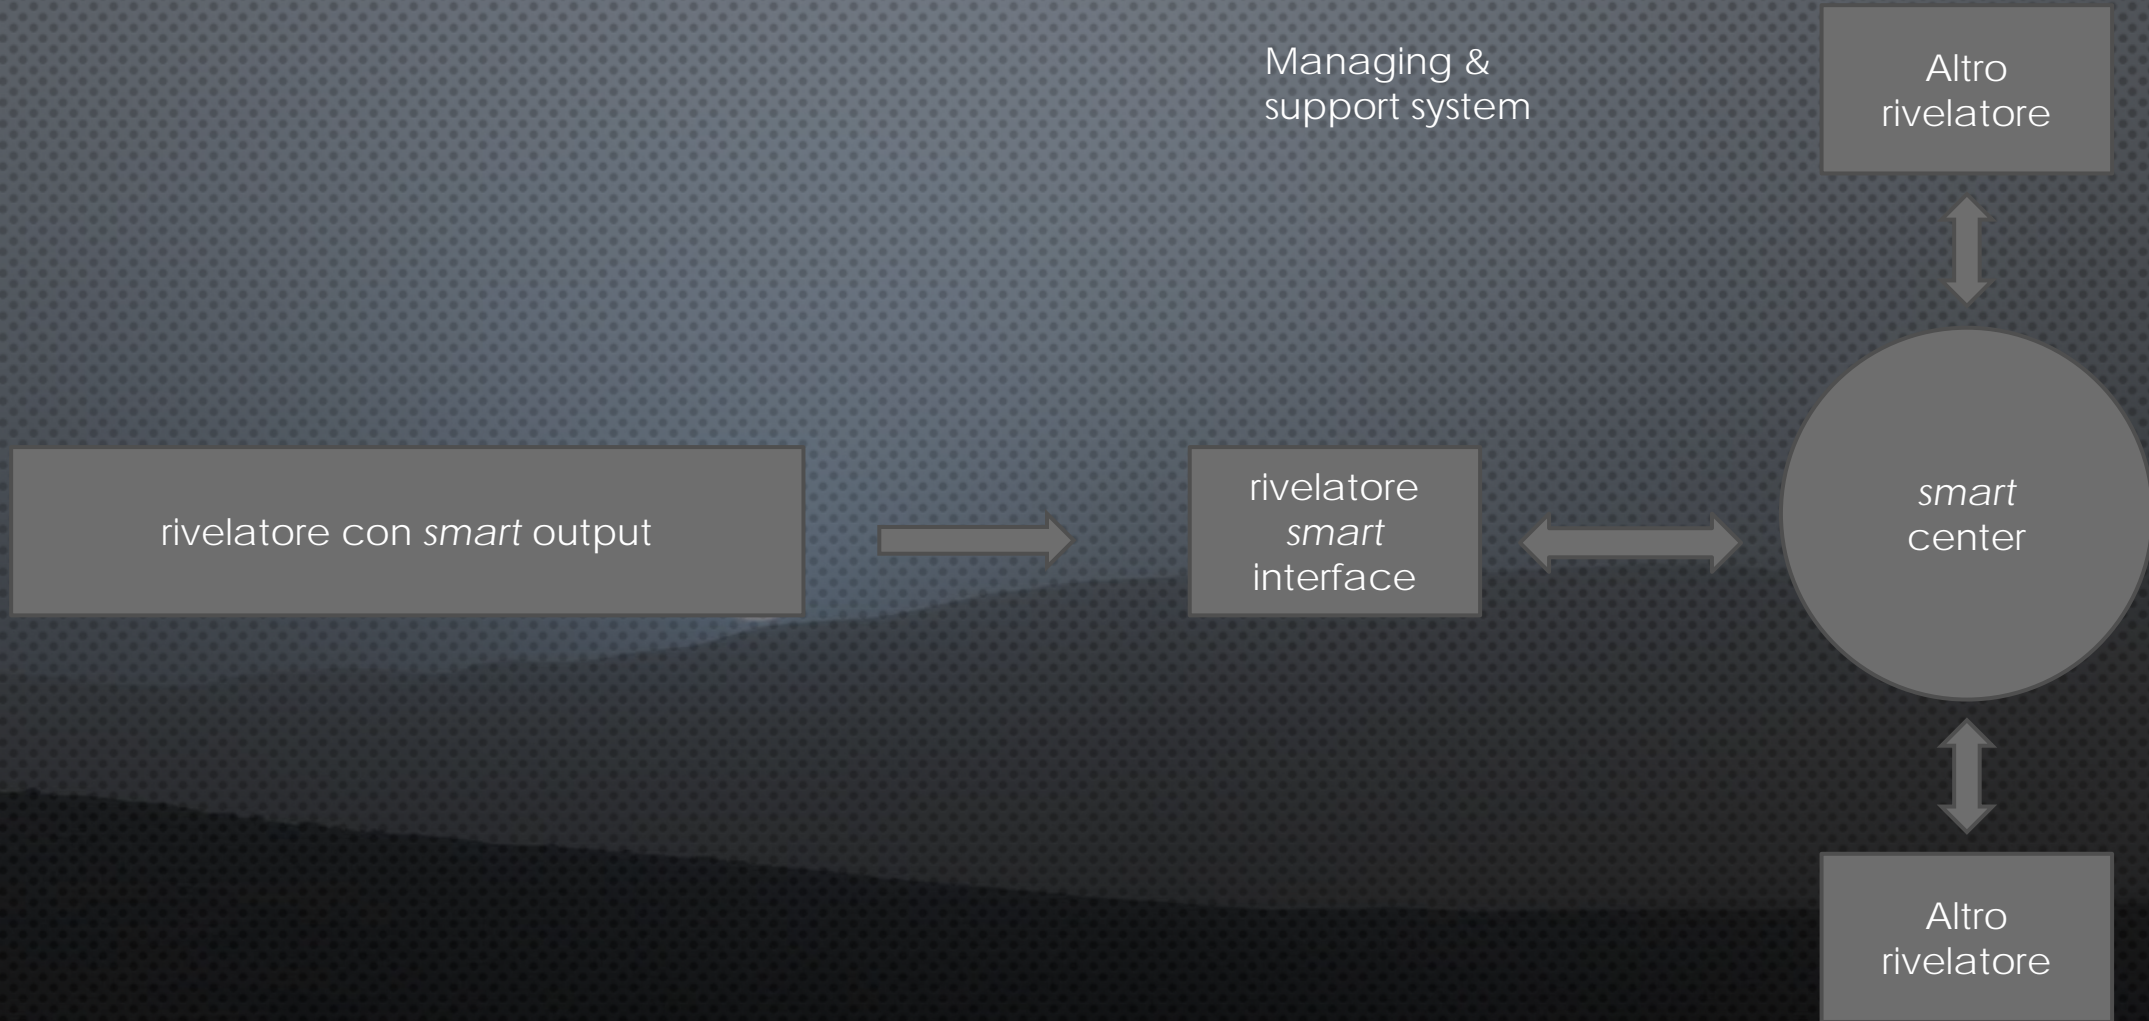 Managing &
support system
Altro
rivelatore
rivelatore con smart output
rivelatore
smart
interface
smart
center
Altro
rivelatore